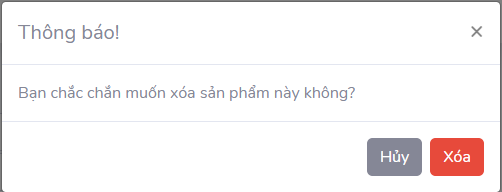 Thông báo!
×
Bạn chắc chắn muốn xóa sản phẩm này không?
Hủy Xóa